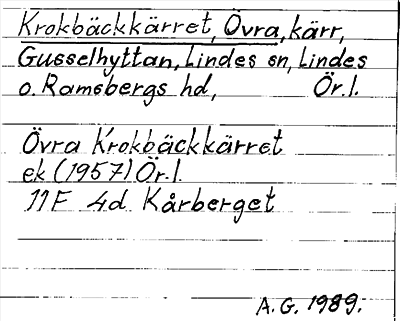 Krokbäckkärret, Övra, kärr,
Gusselhyttan, Lindes sn, Lindes
o. Ramsbergs hd, Ör.l.
Övra Krokbäckkärret
ek (1957) Ör.l.
11F 4d Kårberget
A.G. 1989.